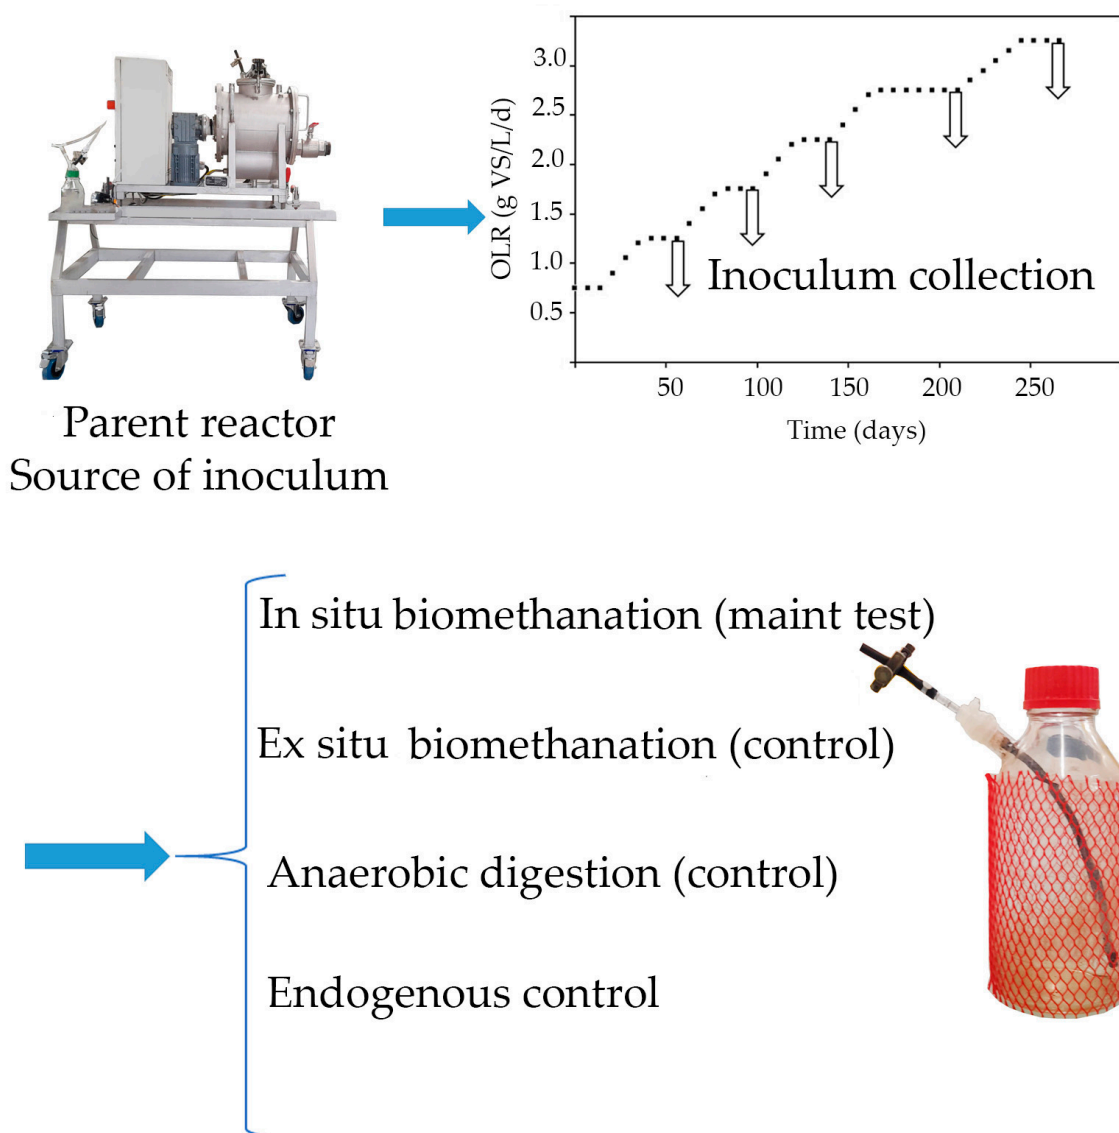 3.0
2.5
2.0
1.5
1.0
0.5
OLR (g VS/L/d)
Inoculum collection
50 100 150 200 250
Time (days)
Parent reactor
Source of inoculum
In situ biomethanation (maint test)
Ex situ biomethanation (control)
Anaerobic digestion (control)
Endogenous control